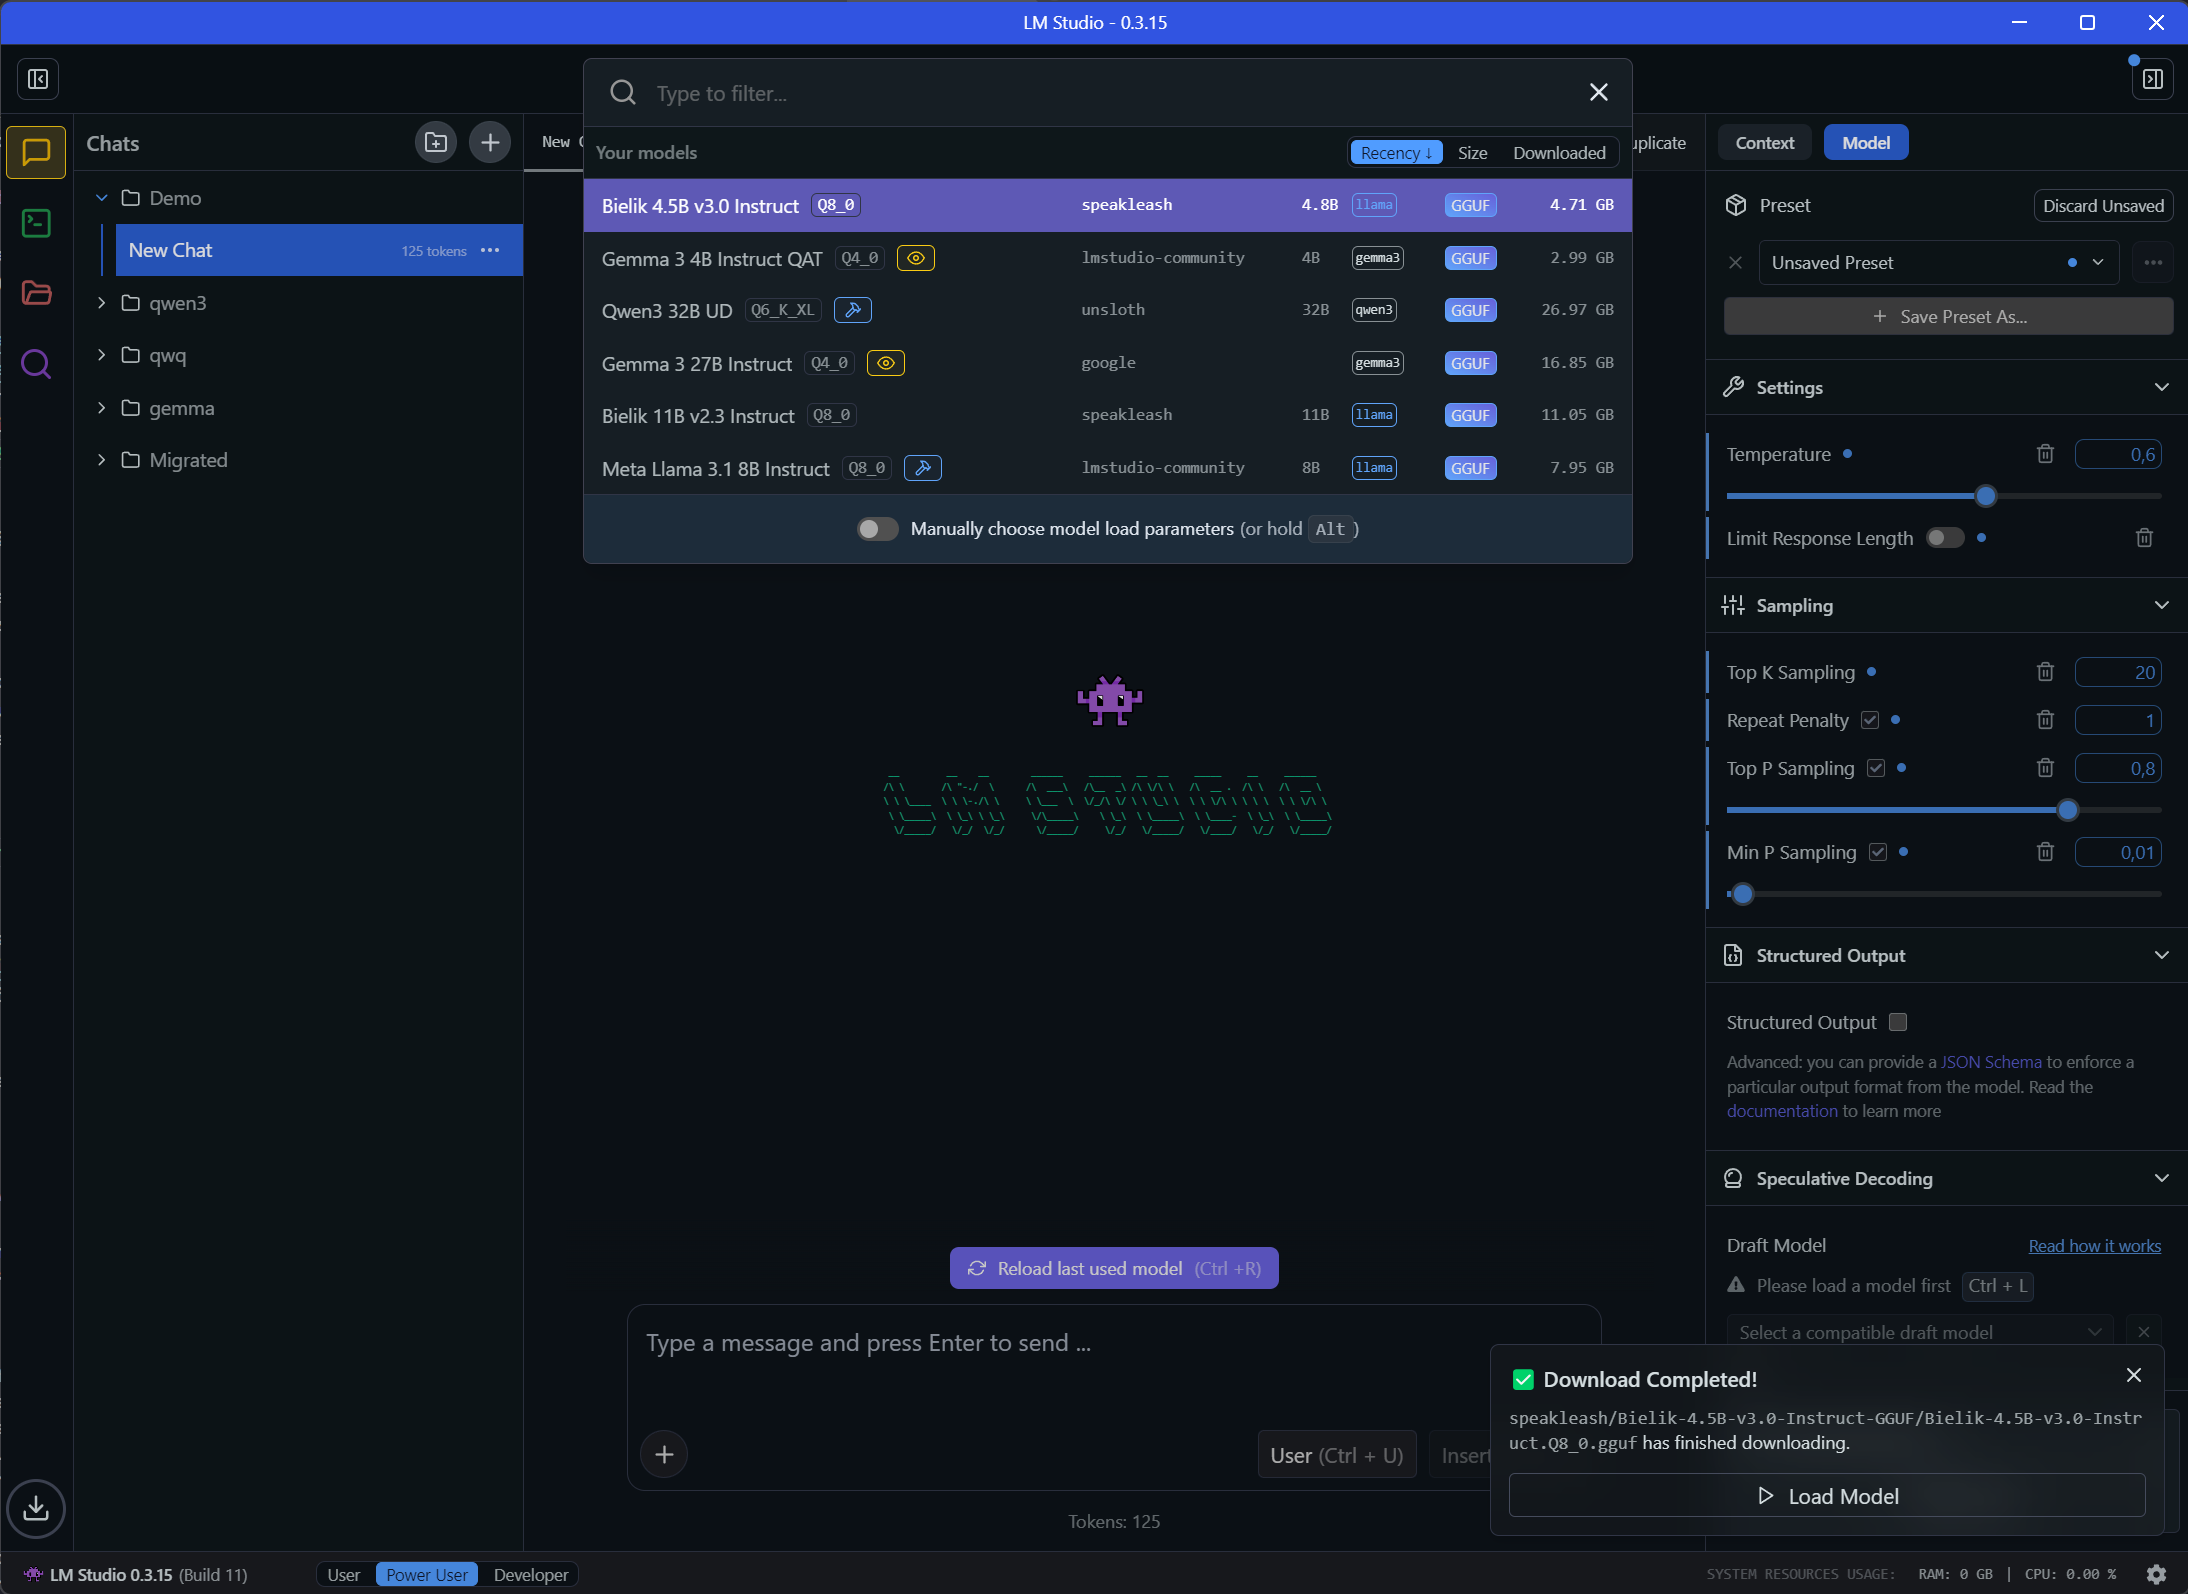 LM Studio - 0.3.15
Type to filter...
Chats
New
Your models
Recency ↓ Size Downloaded
uplicate
Context Model
Demo
New Chat 125 tokens
qwen3
qwq
gemma
Migrated
Bielik 4.5B v3.0 Instruct Q8_0 speakleash 4.8B llama GGUF 4.71 GB
Gemma 3 4B Instruct QAT Q4_0 lmstudio-community 4B gemma3 GGUF 2.99 GB
Qwen3 32B UD Q6_K_XL unsloth 32B qwen3 GGUF 26.97 GB
Gemma 3 27B Instruct Q4_0 google gemma3 GGUF 16.85 GB
Bielik 11B v2.3 Instruct Q8_0 speakleash 11B llama GGUF 11.05 GB
Meta Llama 3.1 8B Instruct Q8_0 lmstudio-community 8B llama GGUF 7.95 GB
Manually choose model load parameters (or hold Alt)
LM STUDIO
Reload last used model (Ctrl +R)
Type a message and press Enter to send ...
User (Ctrl + U) Insert
Tokens: 125
Preset Discard Unsaved
Unsaved Preset
+ Save Preset As...
Settings
Temperature 0,6
Limit Response Length
Sampling
Top K Sampling 20
Repeat Penalty 1
Top P Sampling 0,8
Min P Sampling 0,01
Structured Output
Structured Output
Advanced: you can provide a JSON Schema to enforce a
particular output format from the model. Read the
documentation to learn more
Speculative Decoding
Draft Model Read how it works
Please load a model first Ctrl + L
Select a compatible draft model
Download Completed!
speakleash/Bielik-4.5B-v3.0-Instruct-GGUF/Bielik-4.5B-v3.0-Instr
uct.Q8_0.gguf has finished downloading.
Load Model
LM Studio 0.3.15 (Build 11) User Power User Developer
SYSTEM RESOURCES USAGE: RAM: 0 GB | CPU: 0.00 %